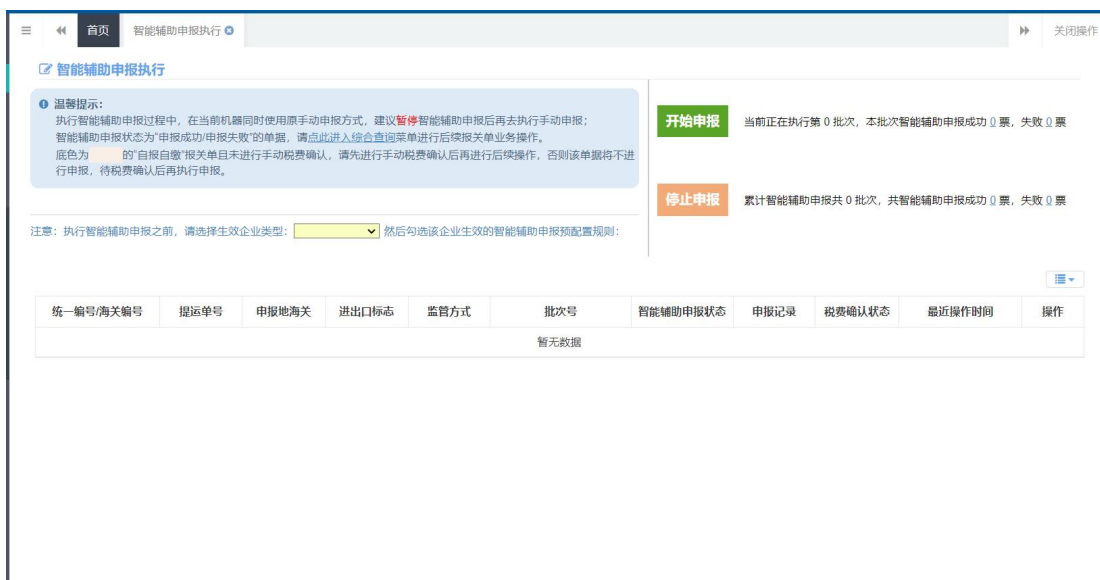 首页 智能辅助申报执行 关闭操作
智能辅助申报执行
温馨提示:
执行智能辅助申报过程中，在当前机器同时使用原手动申报方式，建议暂停智能辅助申报后再去执行手动申报；
智能辅助申报状态为"申报成功/申报失败"的单据，请点此进入综合查询菜单进行后续报关单业务操作。
底色为 的"自报自缴"报关单且未进行手动税费确认，请先进行手动税费确认后再进行后续操作，否则该单据将不进
行申报，待税费确认后再执行申报。
开始申报 当前正在执行第 0 批次，本批次智能辅助申报成功 0 票，失败 0 票
停止申报 累计智能辅助申报共 0 批次，共智能辅助申报成功 0 票，失败 0 票
注意：执行智能辅助申报之前，请选择生效企业类型： 然后勾选该企业生效的智能辅助申报预配置规则：
统一编号/海关编号 提运单号 申报地海关 进出口标志 监管方式 批次号 智能辅助申报状态 申报记录 税费确认状态 最近操作时间 操作
暂无数据